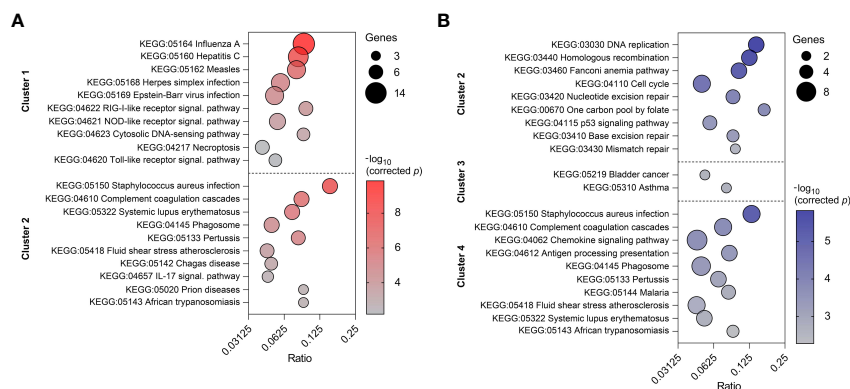 A
Cluster 1
KEGG:05164 Influenza A
KEGG:05160 Hepatitis C
KEGG:05162 Measles
KEGG:05168 Herpes simplex infection
KEGG:05169 Epstein-Barr virus infection
KEGG:04622 RIG-I-like receptor signal. pathway
KEGG:04621 NOD-like receptor signal. pathway
KEGG:04623 Cytosolic DNA-sensing pathway
KEGG:04217 Necroptosis
KEGG:04620 Toll-like receptor signal. pathway
Cluster 2
KEGG:05150 Staphylococcus aureus infection
KEGG:04610 Complement coagulation cascades
KEGG:05322 Systemic lupus erythematosus
KEGG:04145 Phagosome
KEGG:05133 Pertussis
KEGG:05418 Fluid shear stress atherosclerosis
KEGG:05142 Chagas disease
KEGG:04657 IL-17 signal. pathway
KEGG:05020 Prion diseases
KEGG:05143 African trypanosomiasis
0.03125
0.0625
0.125
0.25
Ratio
Genes
3
6
14
-log10
(corrected p)
8
6
4
B
Cluster 2
KEGG:03030 DNA replication
KEGG:03440 Homologous recombination
KEGG:03460 Fanconi anemia pathway
KEGG:04110 Cell cycle
KEGG:03420 Nucleotide excision repair
KEGG:00670 One carbon pool by folate
KEGG:04115 p53 signaling pathway
KEGG:03410 Base excision repair
KEGG:03430 Mismatch repair
Cluster 3
KEGG:05219 Bladder cancer
KEGG:05310 Asthma
Cluster 4
KEGG:05150 Staphylococcus aureus infection
KEGG:04610 Complement coagulation cascades
KEGG:04062 Chemokine signaling pathway
KEGG:04612 Antigen processing presentation
KEGG:04145 Phagosome
KEGG:05133 Pertussis
KEGG:05144 Malaria
KEGG:05418 Fluid shear stress atherosclerosis
KEGG:05322 Systemic lupus erythematosus
KEGG:05143 African trypanosomiasis
0.03125
0.0625
0.125
0.25
Ratio
Genes
2
4
8
-log10
(corrected p)
5
4
3